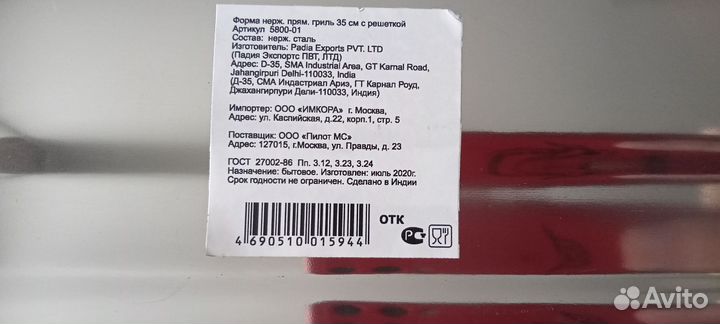 Форма нерж. прям. гриль 35 см с решеткой
Артикул 5800-01
Состав: нерж. сталь
Изготовитель: Padia Exports PVT. LTD
(Падия Экспортс ПВТ, ЛТД)
Адрес: D-35, SMA Industrial Area, GT Karnal Road,
Jahangirpuri Delhi-110033, India
(Д-35, СМА Индастриал Ариэ, ГТ Карнал Роуд,
Джахангирпури Дели-110033, Индия)
Импортер: ООО «ИМКОРА» г. Москва,
Адрес: ул. Каспийская, д.22, корп.1, стр. 5
Поставщик: ООО «Пилот МС»
Адрес: 127015, г.Москва, ул. Правды, д. 23
ГОСТ 27002-86 Пп. 3.12, 3.23, 3.24
Назначение: бытовое. Изготовлен: июль 2020г.
Срок годности не ограничен. Сделано в Индии
ОТК
4 690510 015944
Avito